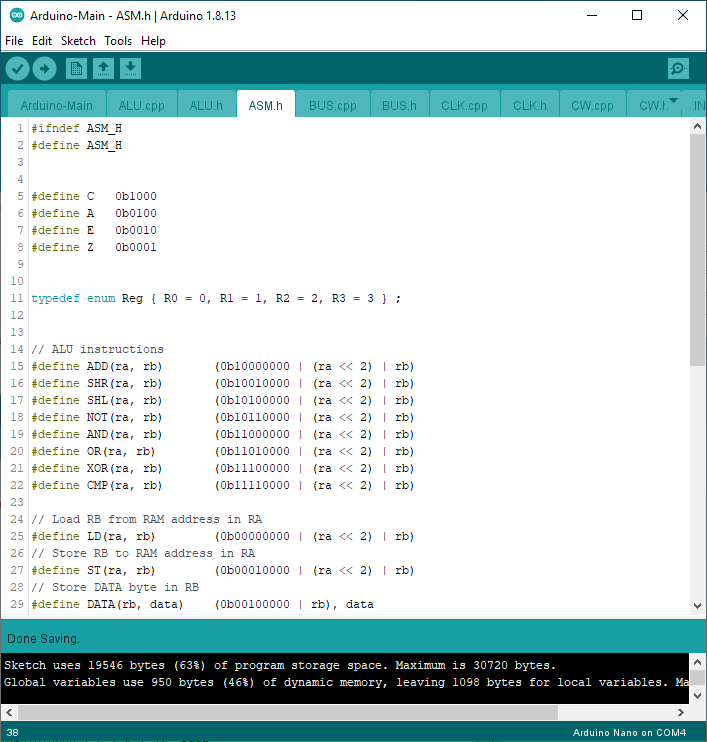 Arduino-Main - ASM.h | Arduino 1.8.13
File Edit Sketch Tools Help
Arduino-Main ALU.cpp ALU.h ASM.h BUS.cpp BUS.h CLK.cpp CLK.h CW.cpp CW.h IN
1 #ifndef ASM_H
2 #define ASM_H
3
4
5 #define C   0b1000
6 #define A   0b0100
7 #define E   0b0010
8 #define Z   0b0001
9
10
11 typedef enum Reg { R0 = 0, R1 = 1, R2 = 2, R3 = 3 } ;
12
13
14 // ALU instructions
15 #define ADD(ra, rb)       (0b10000000 | (ra << 2) | rb)
16 #define SHR(ra, rb)       (0b10010000 | (ra << 2) | rb)
17 #define SHL(ra, rb)       (0b10100000 | (ra << 2) | rb)
18 #define NOT(ra, rb)       (0b10110000 | (ra << 2) | rb)
19 #define AND(ra, rb)       (0b11000000 | (ra << 2) | rb)
20 #define OR(ra, rb)        (0b11010000 | (ra << 2) | rb)
21 #define XOR(ra, rb)       (0b11100000 | (ra << 2) | rb)
22 #define CMP(ra, rb)       (0b11110000 | (ra << 2) | rb)
23
24 // Load RB from RAM address in RA
25 #define LD(ra, rb)        (0b00000000 | (ra << 2) | rb)
26 // Store RB to RAM address in RA
27 #define ST(ra, rb)        (0b00010000 | (ra << 2) | rb)
28 // Store DATA byte in RB
29 #define DATA(rb, data)    (0b00100000 | rb), data
Done Saving.
Sketch uses 19546 bytes (63%) of program storage space. Maximum is 30720 bytes.
Global variables use 950 bytes (46%) of dynamic memory, leaving 1098 bytes for local variables. Ma
38 Arduino Nano on COM4